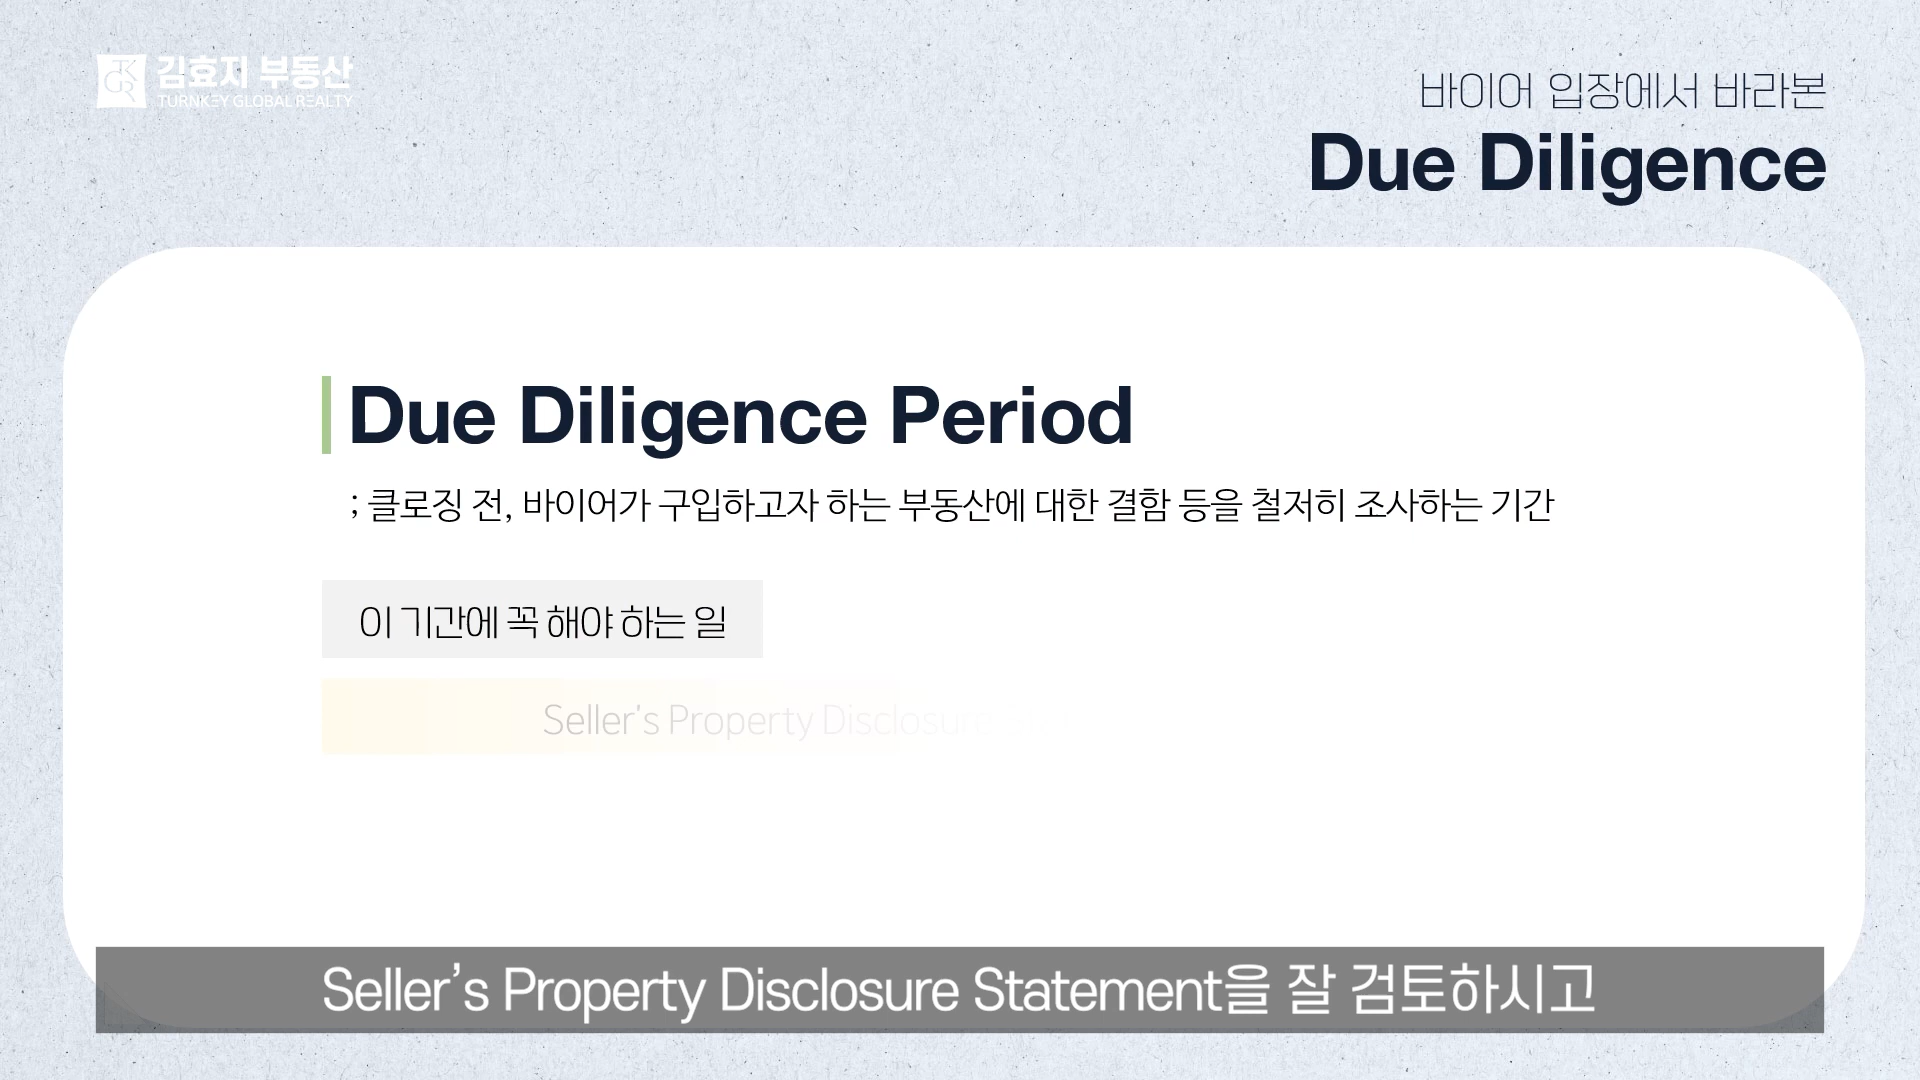 김효지 부동산
TURNKEY GLOBAL REALTY
바이어 입장에서 바라본
Due Diligence
Due Diligence Period
; 클로징 전, 바이어가 구입하고자 하는 부동산에 대한 결함 등을 철저히 조사하는 기간
이 기간에 꼭 해야 하는 일
Seller's Property Disclosure
Seller’s Property Disclosure Statement을 잘 검토하시고